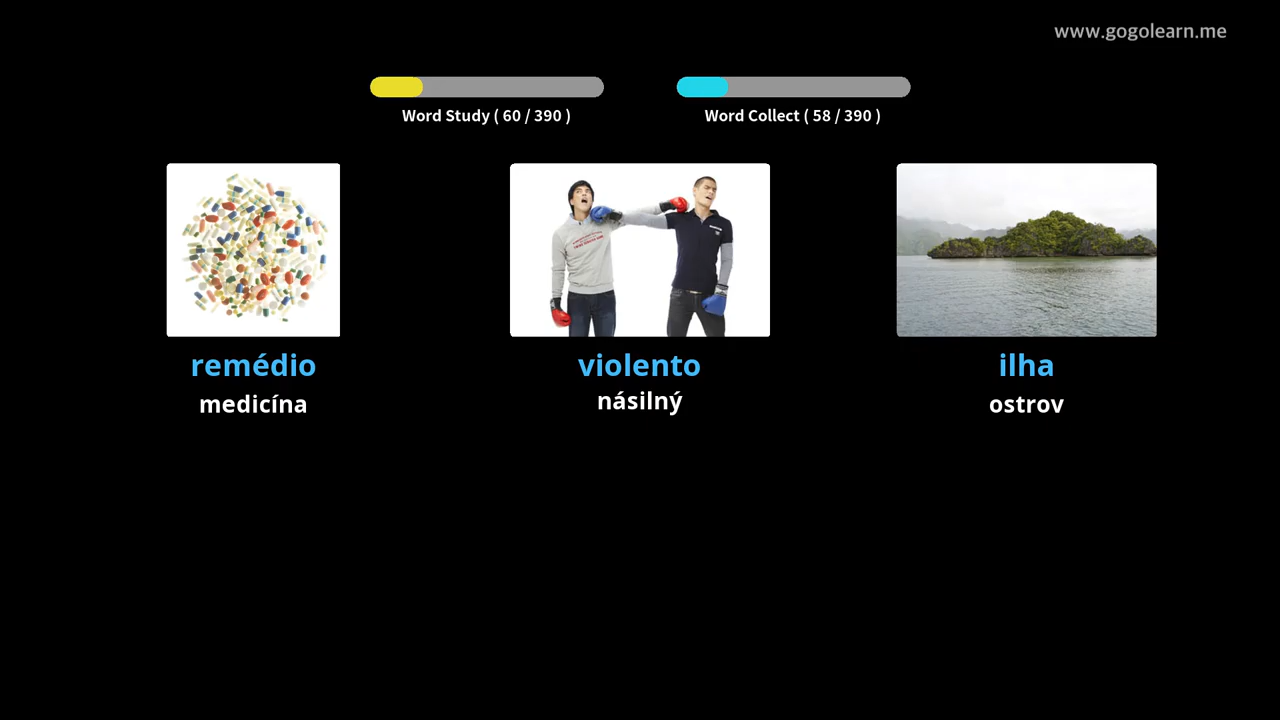 www.gogolearn.me
Word Study ( 60 / 390 )
Word Collect ( 58 / 390 )
remédio
medicína
violento
násilný
ilha
ostrov